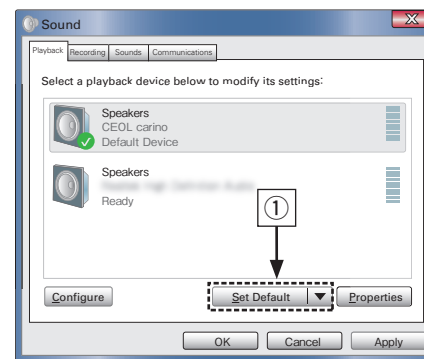 Sound
Playback Recording Sounds Communications
Select a playback device below to modify its settings:
Speakers
CEOL carino
Default Device
Speakers
Ready
①
Configure Set Default Properties
OK Cancel Apply